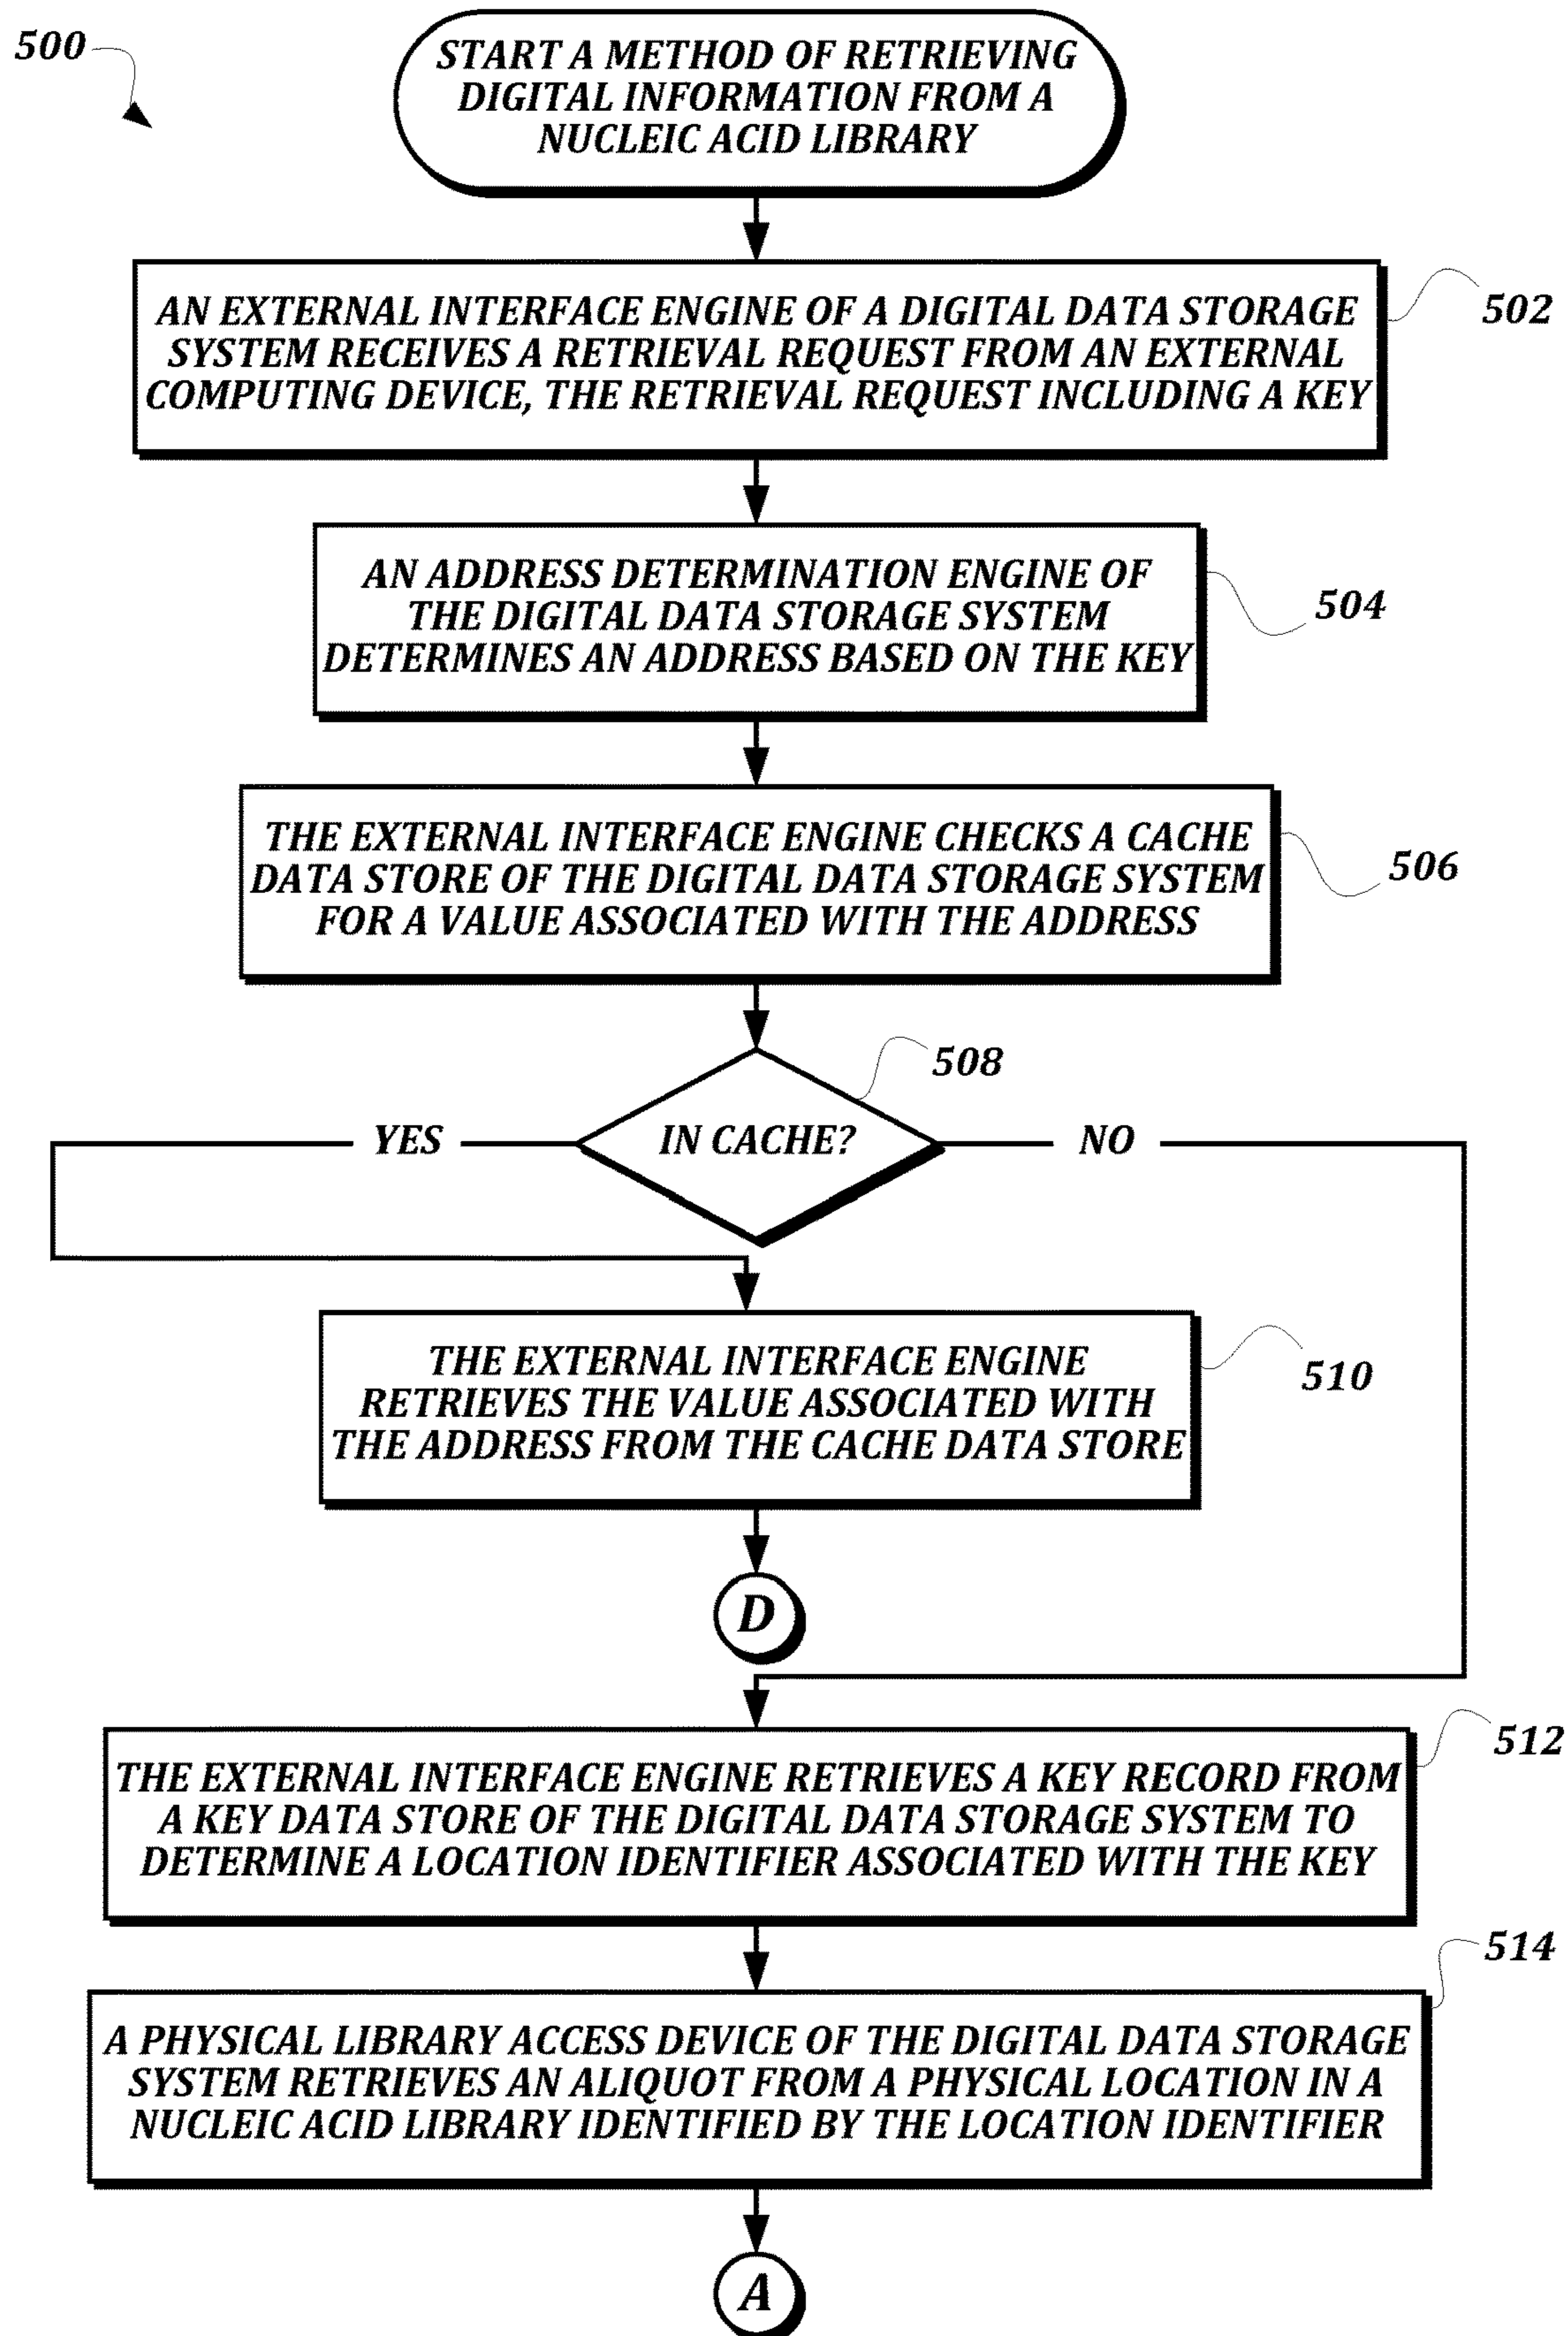 500
START A METHOD OF RETRIEVING
DIGITAL INFORMATION FROM A
NUCLEIC ACID LIBRARY
AN EXTERNAL INTERFACE ENGINE OF A DIGITAL DATA STORAGE
SYSTEM RECEIVES A RETRIEVAL REQUEST FROM AN EXTERNAL
COMPUTING DEVICE, THE RETRIEVAL REQUEST INCLUDING A KEY
502
AN ADDRESS DETERMINATION ENGINE OF
THE DIGITAL DATA STORAGE SYSTEM
DETERMINES AN ADDRESS BASED ON THE KEY
504
THE EXTERNAL INTERFACE ENGINE CHECKS A CACHE
DATA STORE OF THE DIGITAL DATA STORAGE SYSTEM
FOR A VALUE ASSOCIATED WITH THE ADDRESS
506
508
YES
IN CACHE?
NO
THE EXTERNAL INTERFACE ENGINE
RETRIEVES THE VALUE ASSOCIATED WITH
THE ADDRESS FROM THE CACHE DATA STORE
510
D
THE EXTERNAL INTERFACE ENGINE RETRIEVES A KEY RECORD FROM
A KEY DATA STORE OF THE DIGITAL DATA STORAGE SYSTEM TO
DETERMINE A LOCATION IDENTIFIER ASSOCIATED WITH THE KEY
512
A PHYSICAL LIBRARY ACCESS DEVICE OF THE DIGITAL DATA STORAGE
SYSTEM RETRIEVES AN ALIQUOT FROM A PHYSICAL LOCATION IN A
NUCLEIC ACID LIBRARY IDENTIFIED BY THE LOCATION IDENTIFIER
514
A